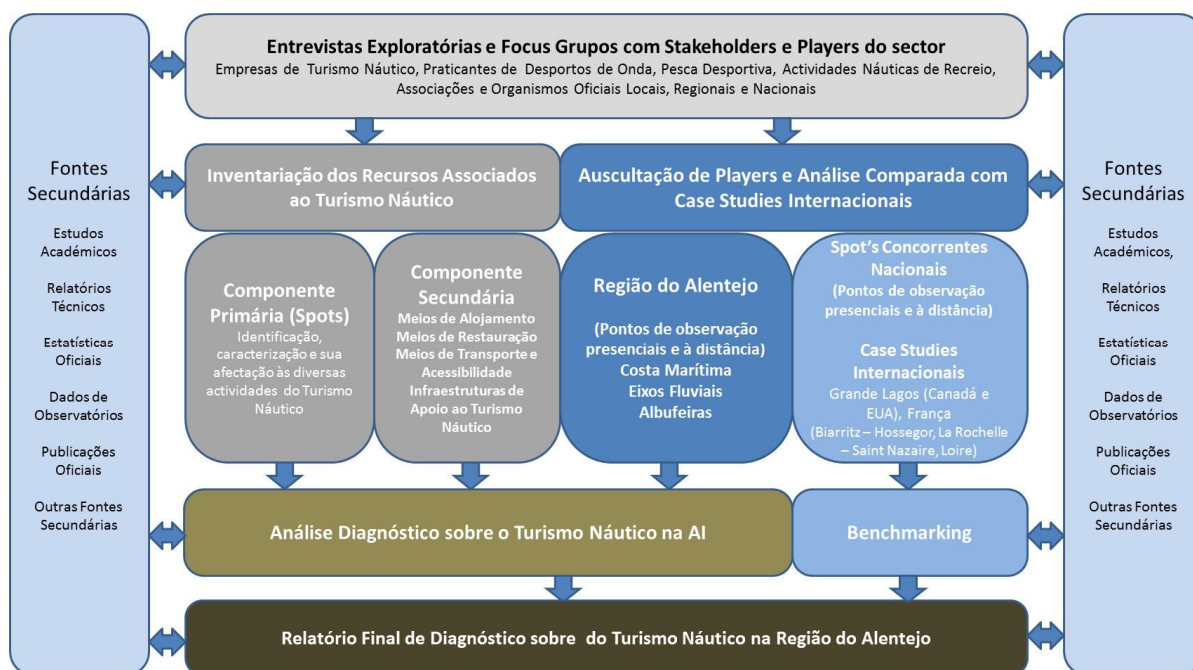 Entrevistas Exploratórias e Focus Grupos com Stakeholders e Players do sector
Empresas de Turismo Náutico, Praticantes de Desportos de Onda, Pesca Desportiva, Actividades Náuticas de Recreio,
Associações e Organismos Oficiais Locais, Regionais e Nacionais
Fontes
Secundárias
Estudos
Académicos
Relatórios
Técnicos
Estatísticas
Oficiais
Dados de
Observatórios
Publicações
Oficiais
Outras Fontes
Secundárias
Inventariação dos Recursos Associados
ao Turismo Náutico
Auscultação de Players e Análise Comparada com
Case Studies Internacionais
Componente
Primária (Spots)
Identificação,
caracterização e sua
afectação às diversas
actividades do Turismo
Náutico
Componente
Secundária
Meios de Alojamento
Meios de Restauração
Meios de Transporte e
Acessibilidade
Infraestruturas de
Apoio ao Turismo
Náutico
Região do Alentejo
(Pontos de observação
presenciais e à distância)
Costa Marítima
Eixos Fluviais
Albufeiras
Spot's Concorrentes
Nacionais
(Pontos de observação
presenciais e à distância)
Case Studies
Internacionais
Grande Lagos (Canadá e
EUA), França
(Biarritz – Hossegor, La Rochelle
– Saint Nazaire, Loire)
Análise Diagnóstico sobre o Turismo Náutico na AI
Benchmarking
Relatório Final de Diagnóstico sobre do Turismo Náutico na Região do Alentejo
Fontes
Secundárias
Estudos
Académicos,
Relatórios
Técnicos
Estatísticas
Oficiais
Dados de
Observatórios
Publicações
Oficiais
Outras Fontes
Secundárias